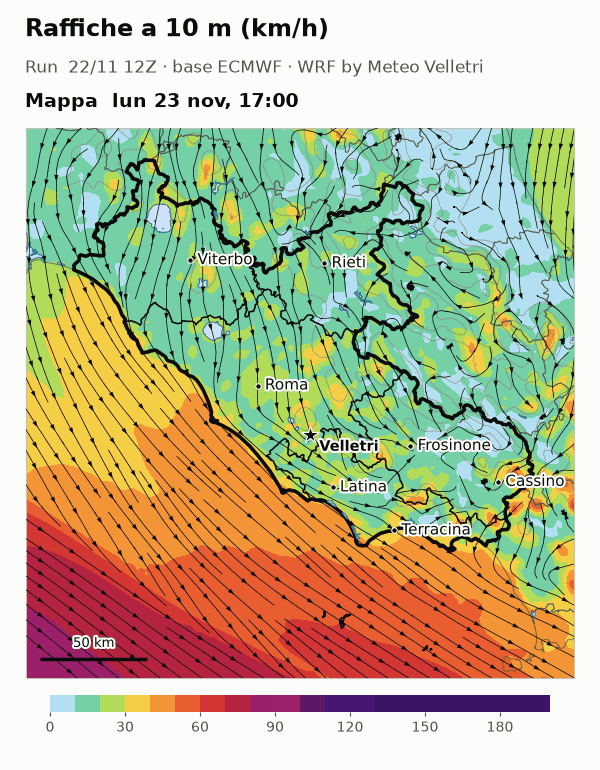 Raffiche a 10 m (km/h)
Run  22/11 12Z · base ECMWF · WRF by Meteo Velletri
Mappa  lun 23 nov, 17:00
Viterbo
Rieti
Roma
Velletri
Frosinone
Cassino
Latina
Terracina
50 km
0 30 60 90 120 150 180